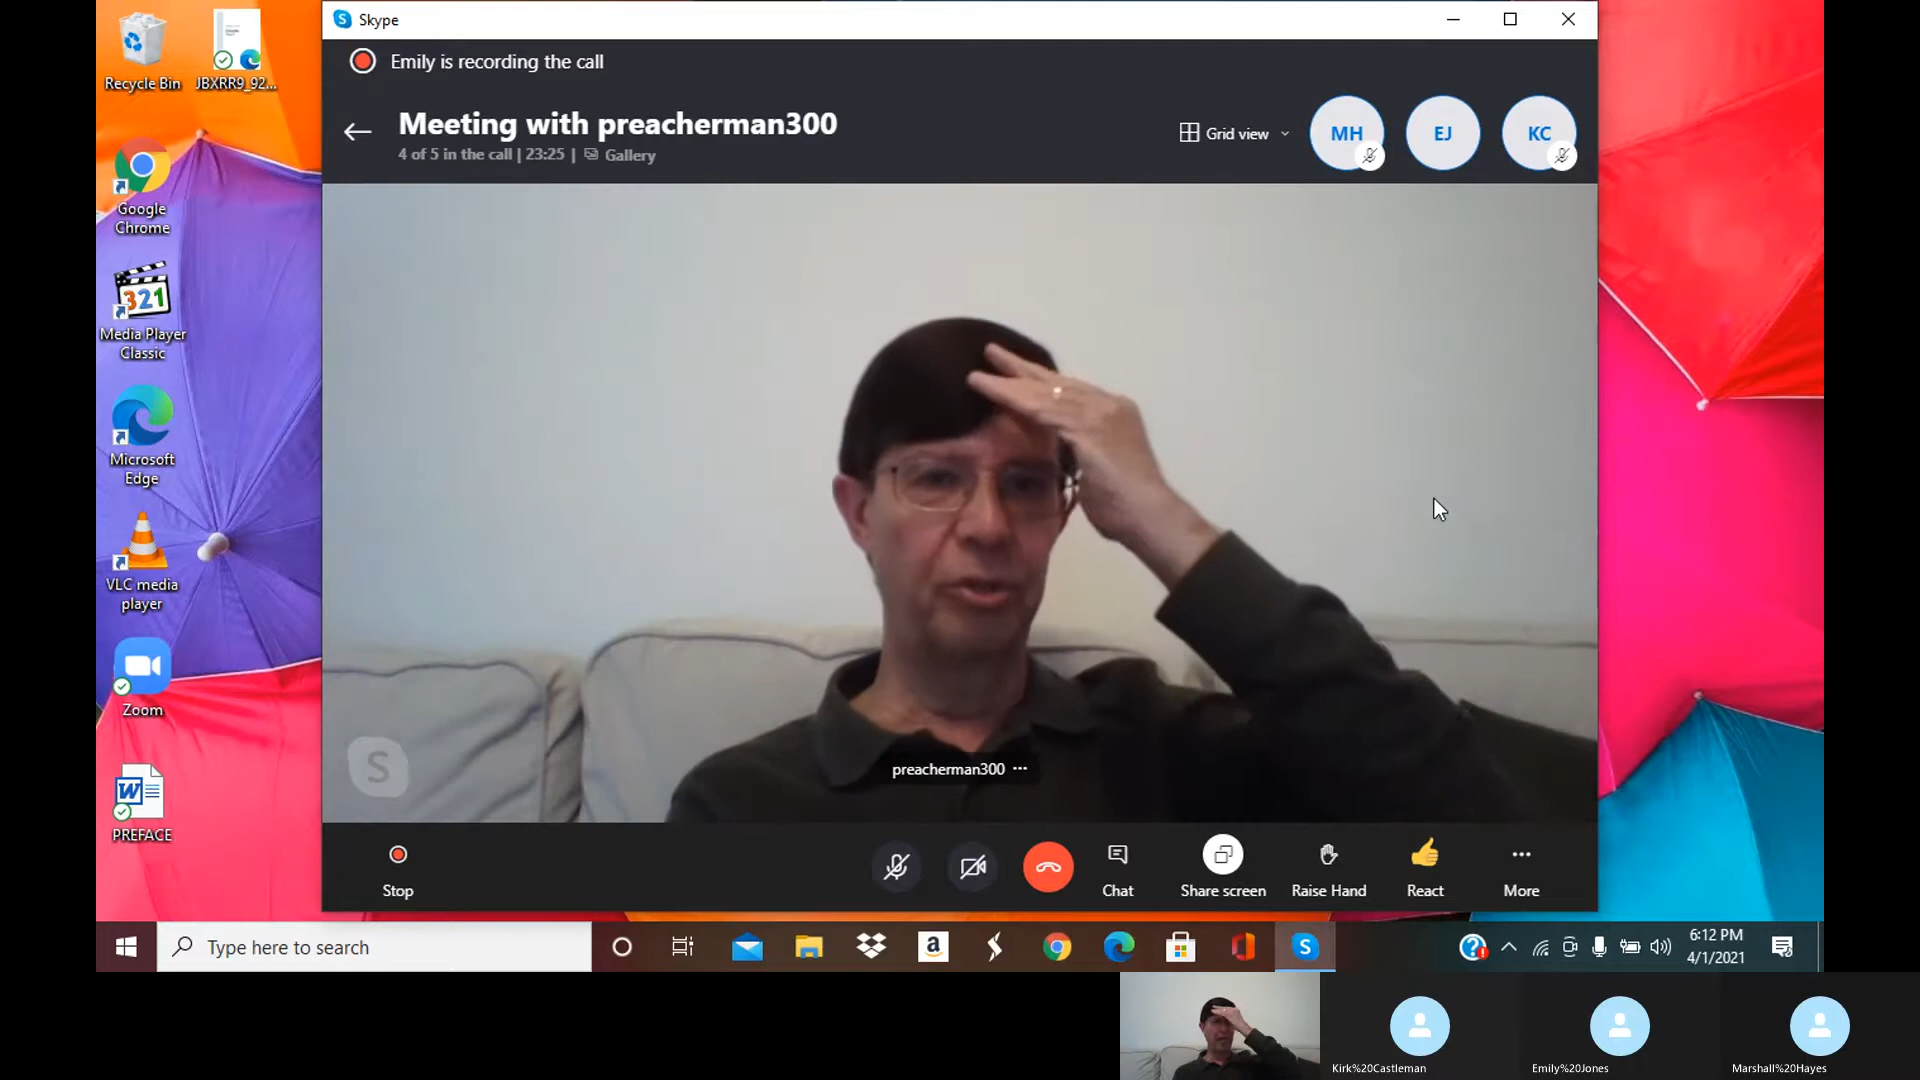 Skype
Emily is recording the call
Meeting with preacherman300
4 of 5 in the call | 23:25 | Gallery
Grid view
MH
EJ
KC
Recycle Bin
JBXRR9_92...
Google
Chrome
321
Media Player
Classic
Microsoft
Edge
VLC media
player
Zoom
W
PREFACE
S
preacherman300 ...
Stop
Chat
Share screen
Raise Hand
React
More
Type here to search
a
S
6:12 PM
4/1/2021
Kirk%20Castleman
Emily%20Jones
Marshall%20Hayes